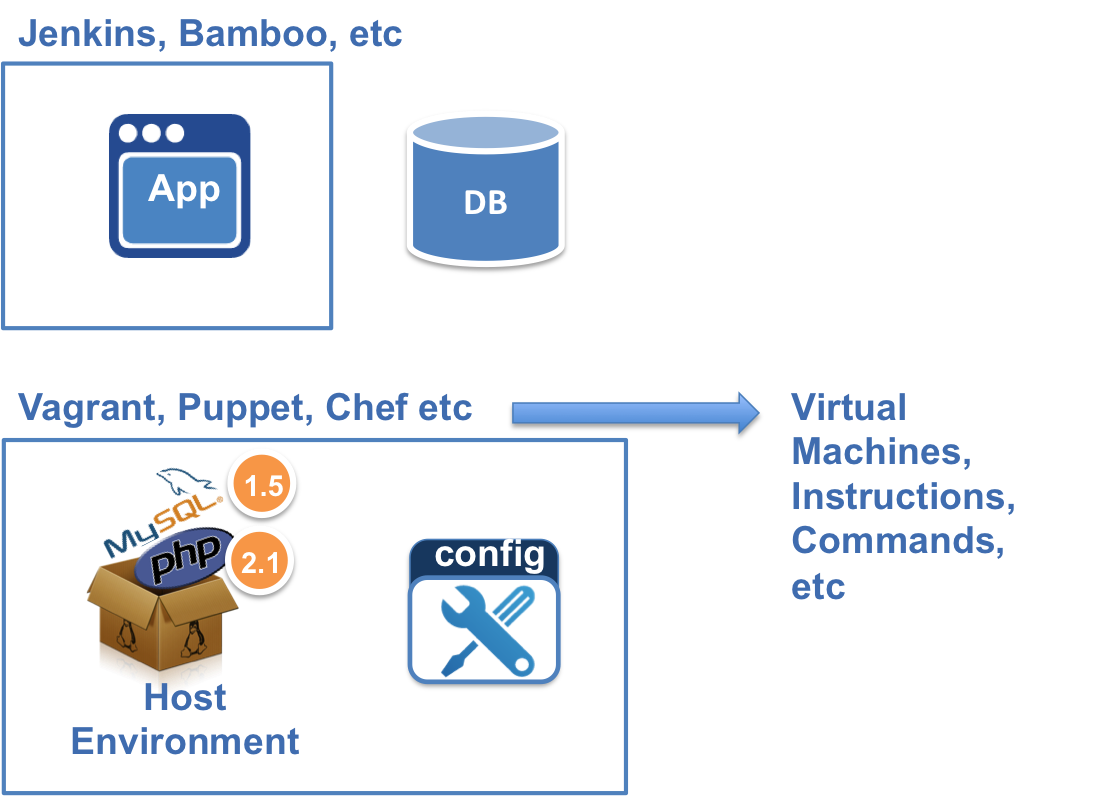 Jenkins, Bamboo, etc
App
DB
Vagrant, Puppet, Chef etc
Virtual
Machines,
Instructions,
Commands,
etc
MySQL®
1.5
php
2.1
config
Host
Environment